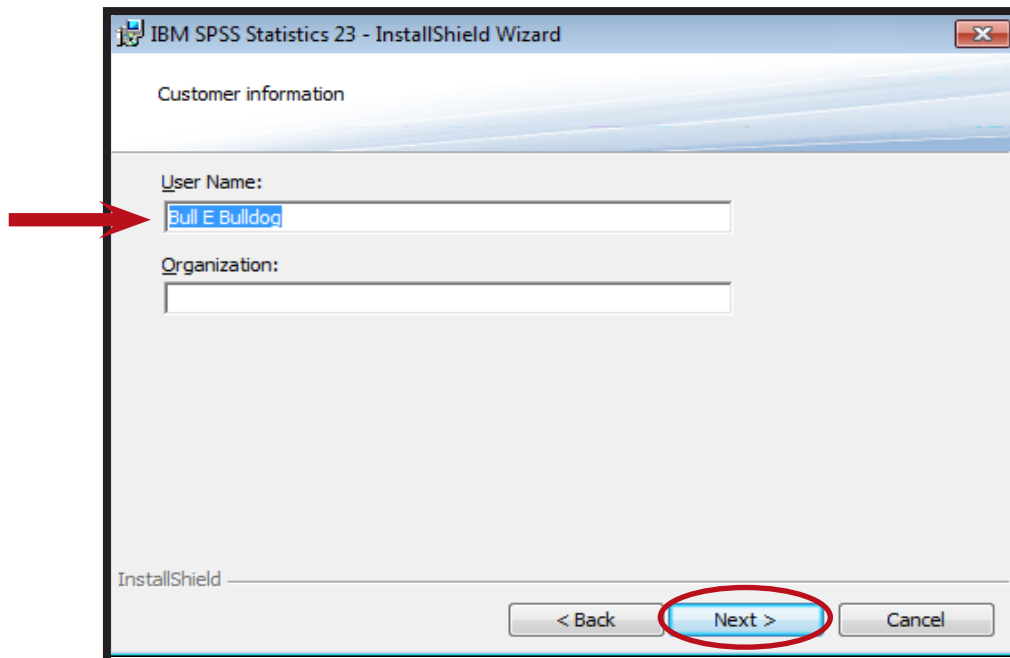 IBM SPSS Statistics 23 - InstallShield Wizard
Customer information
User Name:
Bull E Bulldog
Organization:
InstallShield
< Back Next > Cancel